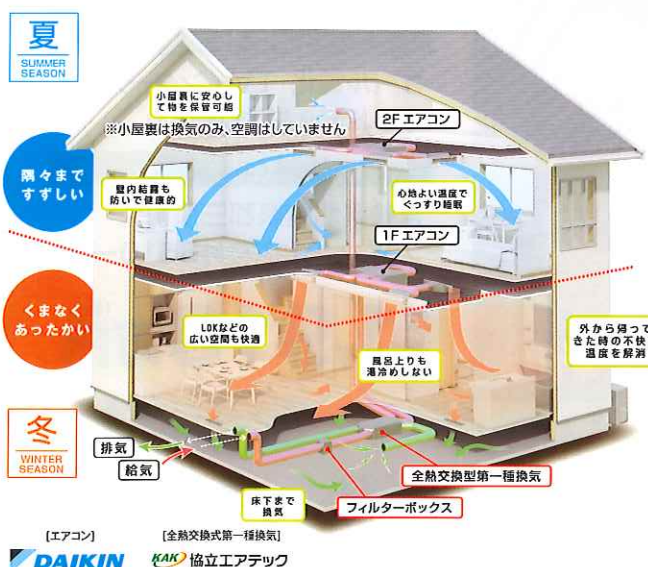 夏
SUMMER
SEASON
小屋裏に安心し
て物を保管可能
※小屋裏は換気のみ、空調はしていません
2F エアコン
隅々まで
すずしい
壁内結露も
防いで健康的
心地よい温度で
ぐっすり睡眠
1F エアコン
くまなく
あったかい
LDKなどの
広い空間も快適
風呂上りも
湯冷めしない
外から帰って
きた時の不快
温度を解消
冬
WINTER
SEASON
排気
給気
全熱交換型第一種換気
床下まで
換気
フィルターボックス
[エアコン]
[全熱交換式第一種換気]
DAIKIN
KAK 協立エアテック